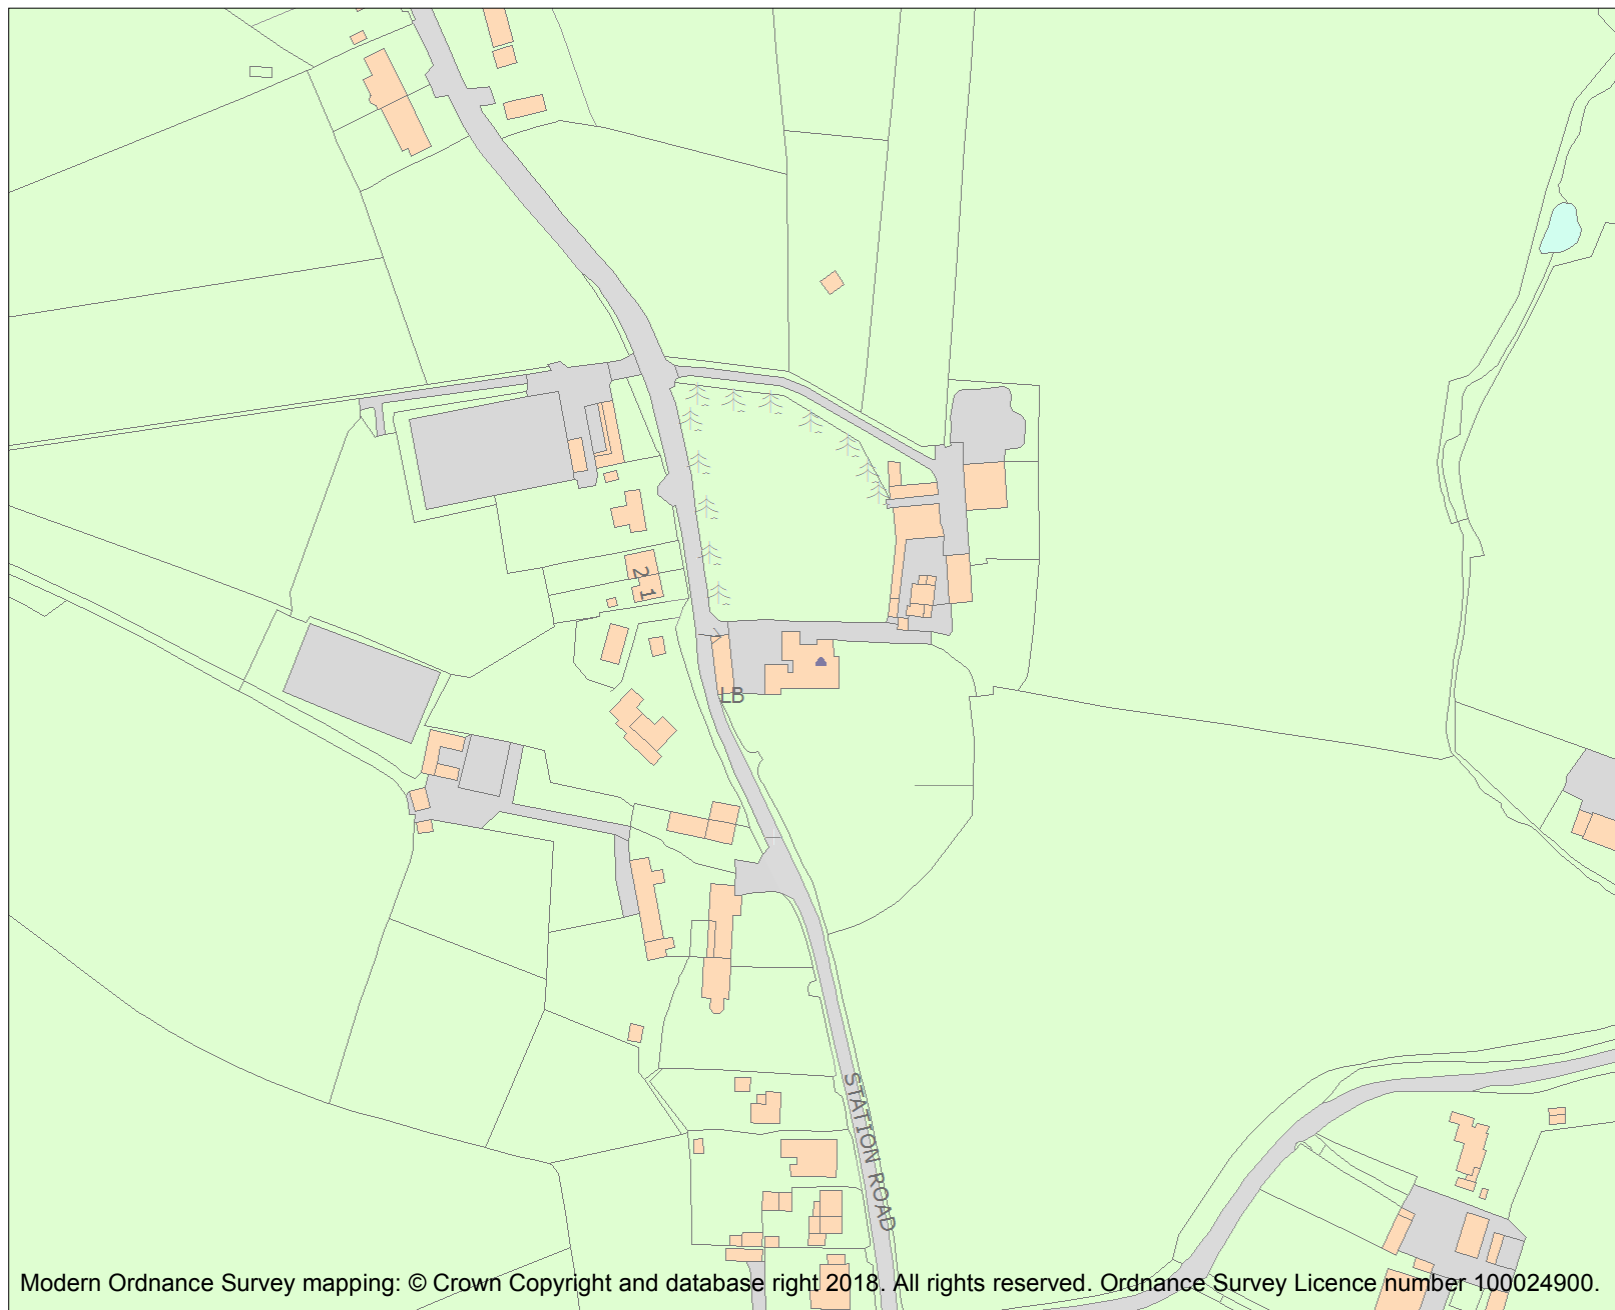 2
1
LB
STATION ROAD
Modern Ordnance Survey mapping: © Crown Copyright and database right 2018. All rights reserved. Ordnance Survey Licence number 100024900.